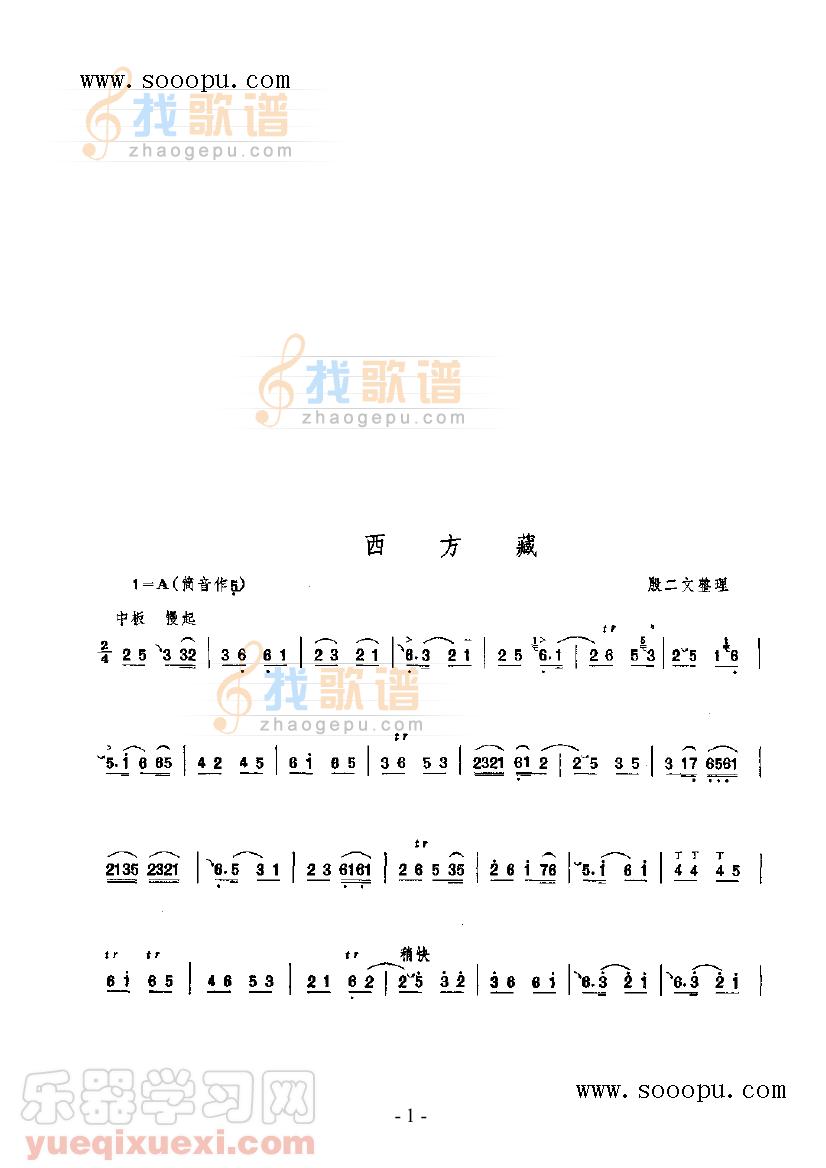 www.sooopu.com
找歌谱
zhaogepu.com
找歌谱
zhaogepu.com
西 方 藏
1=A(筒音作5) 殷二文整理
中板 慢起
2/4 2 5 3 32 | 3 6 6 1 | 2 3 2 1 | 6. 3 2 1 | 2 5 6. 1 | 2 6 5 3 | 2 5 1 6 |
找歌谱
zhaogepu.com
tr
5. 1 6 65 | 4 2 4 5 | 6 1 6 5 | 3 6 5 3 | 2321 61 2 | 2 5 3 5 | 3 17 6561 |
tr
2135 2321 | 6. 5 3 1 | 2 3 6161 | 2 6 5 35 | 2 6 1 76 | 5. 1 6 1 | 4 4 4 5 |
tr tr tr 稍快
6 1 6 5 | 4 6 5 3 | 2 1 6 2 | 2 5 3 2 | 3 6 6 1 | 6. 3 2 1 | 6. 3 2 1 |
乐器学习网
yueqixuexi.com
- 1 -
www.sooopu.com